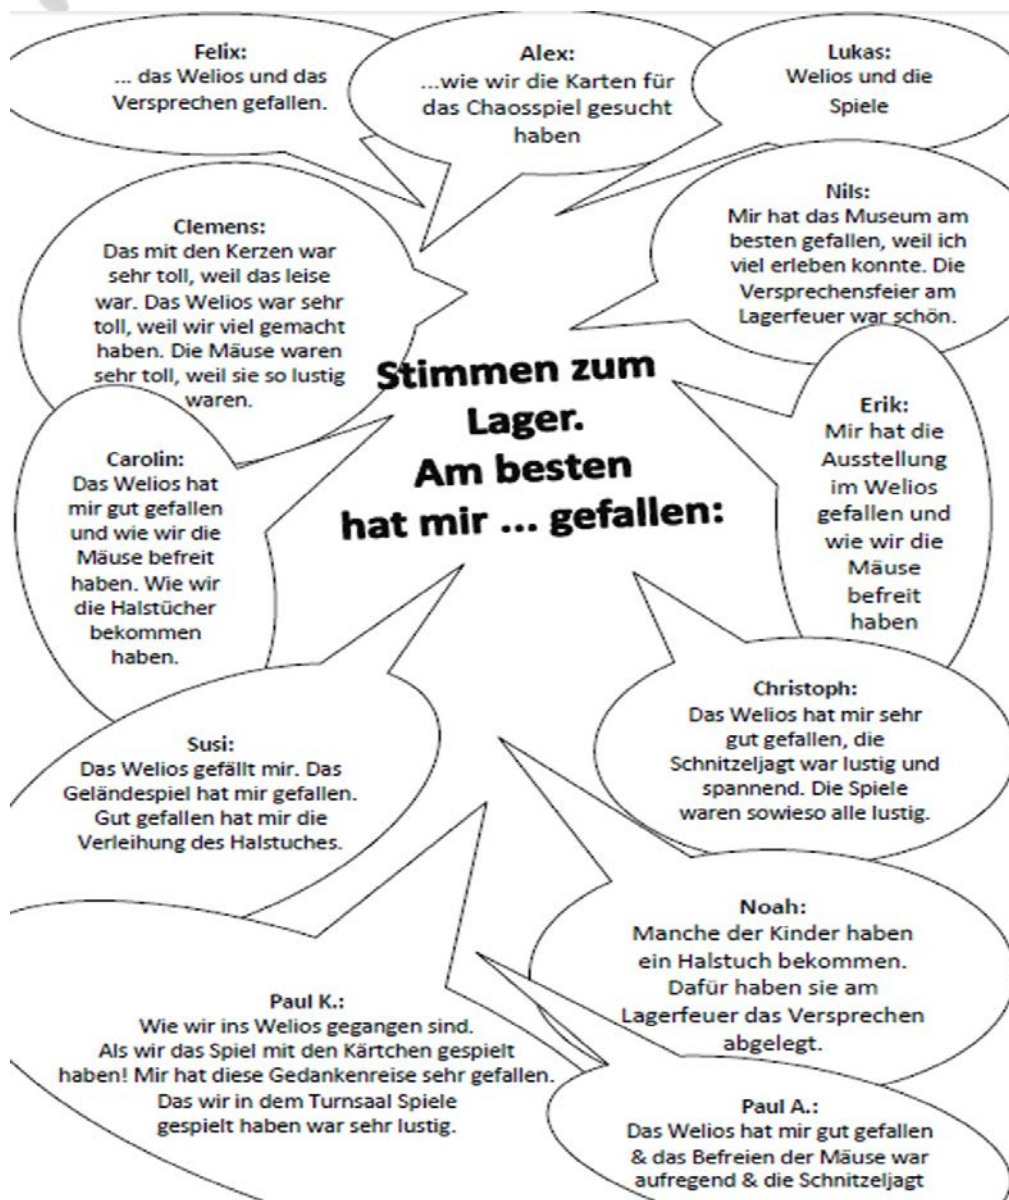 Felix:
... das Welios und das
Versprechen gefallen.
Alex:
...wie wir die Karten für
das Chaosspiel gesucht
haben
Lukas:
Welios und die
Spiele
Clemens:
Das mit den Kerzen war
sehr toll, weil das leise
war. Das Welios war sehr
toll, weil wir viel gemacht
haben. Die Mäuse waren
sehr toll, weil sie so lustig
waren.
Nils:
Mir hat das Museum am
besten gefallen, weil ich
viel erleben konnte. Die
Versprechensfeier am
Lagerfeuer war schön.
Stimmen zum
Lager.
Am besten
hat mir ... gefallen:
Carolin:
Das Welios hat
mir gut gefallen
und wie wir die
Mäuse befreit
haben. Wie wir
die Halstücher
bekommen
haben.
Erik:
Mir hat die
Ausstellung
im Welios
gefallen und
wie wir die
Mäuse
befreit
haben
Susi:
Das Welios gefällt mir. Das
Geländespiel hat mir gefallen.
Gut gefallen hat mir die
Verleihung des Halstuches.
Christoph:
Das Welios hat mir sehr
gut gefallen, die
Schnitzeljagt war lustig und
spannend. Die Spiele
waren sowieso alle lustig.
Noah:
Manche der Kinder haben
ein Halstuch bekommen.
Dafür haben sie am
Lagerfeuer das Versprechen
abgelegt.
Paul K.:
Wie wir ins Welios gegangen sind.
Als wir das Spiel mit den Kärtchen gespielt
haben! Mir hat diese Gedankenreise sehr gefallen.
Das wir in dem Turnsaal Spiele
gespielt haben war sehr lustig.
Paul A.:
Das Welios hat mir gut gefallen
& das Befreien der Mäuse war
aufregend & die Schnitzeljagt